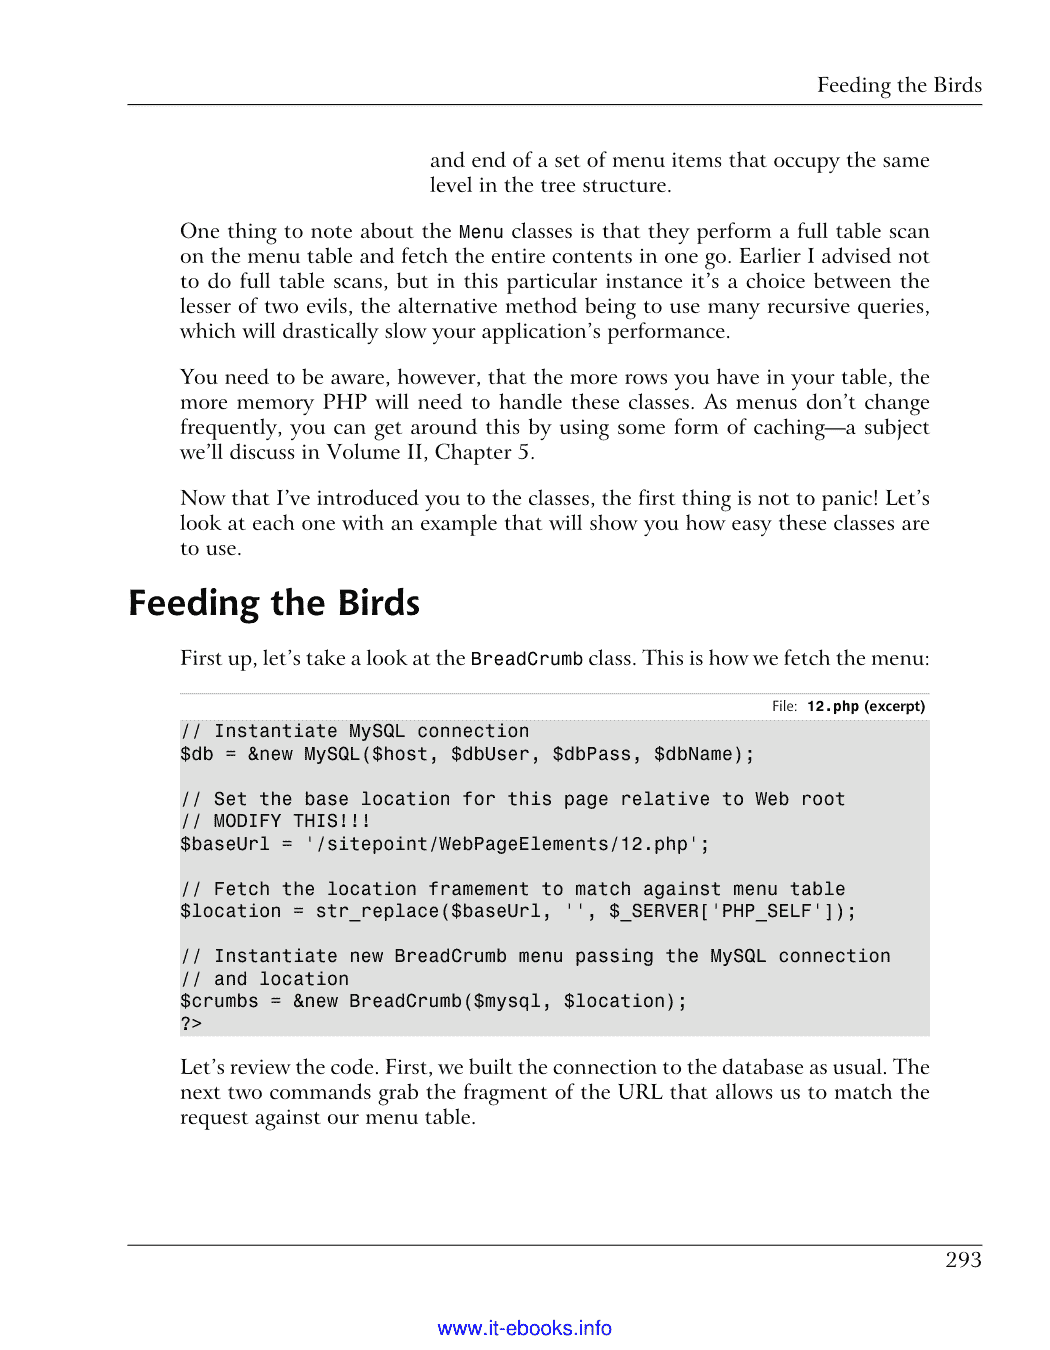 Feeding the Birds
and end of a set of menu items that occupy the same
level in the tree structure.
One thing to note about the Menu classes is that they perform a full table scan
on the menu table and fetch the entire contents in one go. Earlier I advised not
to do full table scans, but in this particular instance it’s a choice between the
lesser of two evils, the alternative method being to use many recursive queries,
which will drastically slow your application’s performance.
You need to be aware, however, that the more rows you have in your table, the
more memory PHP will need to handle these classes. As menus don’t change
frequently, you can get around this by using some form of caching—a subject
we’ll discuss in Volume II, Chapter 5.
Now that I’ve introduced you to the classes, the first thing is not to panic! Let’s
look at each one with an example that will show you how easy these classes are
to use.
Feeding the Birds
First up, let’s take a look at the BreadCrumb class. This is how we fetch the menu:
File: 12.php (excerpt)
// Instantiate MySQL connection
$db = &new MySQL($host, $dbUser, $dbPass, $dbName);
// Set the base location for this page relative to Web root
// MODIFY THIS!!!
$baseUrl = '/sitepoint/WebPageElements/12.php';
// Fetch the location framement to match against menu table
$location = str_replace($baseUrl, '', $_SERVER['PHP_SELF']);
// Instantiate new BreadCrumb menu passing the MySQL connection
// and location
$crumbs = &new BreadCrumb($mysql, $location);
?>
Let’s review the code. First, we built the connection to the database as usual. The
next two commands grab the fragment of the URL that allows us to match the
request against our menu table.
293
www.it-ebooks.info